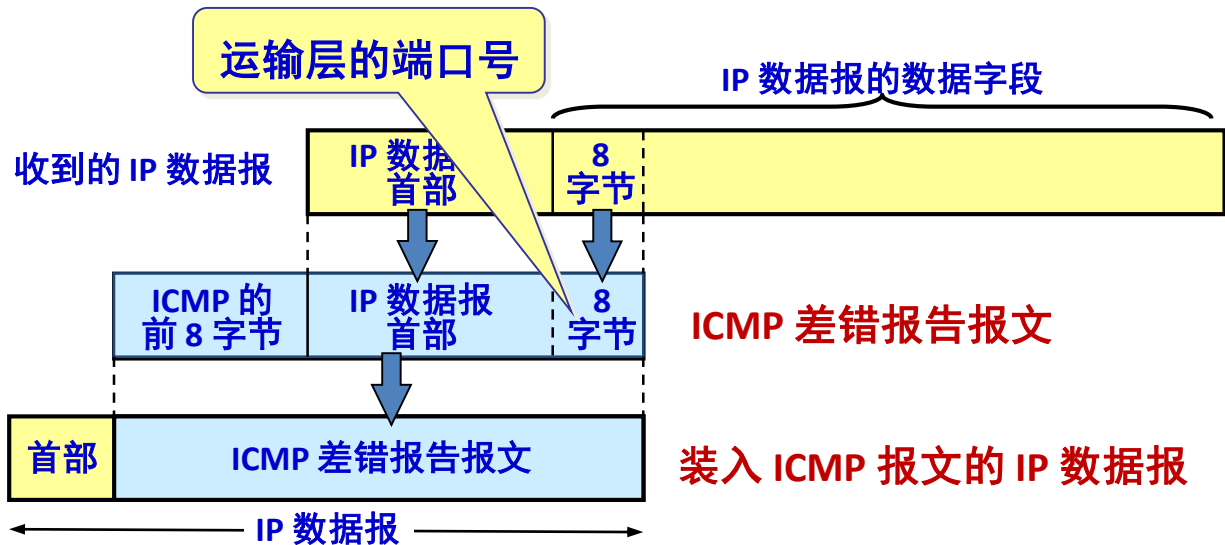 运输层的端口号
IP 数据报的数据字段
收到的 IP 数据报
IP 数据
首部
8
字节
ICMP 的
前 8 字节
IP 数据报
首部
8
字节
ICMP 差错报告报文
首部
ICMP 差错报告报文
装入 ICMP 报文的 IP 数据报
IP 数据报